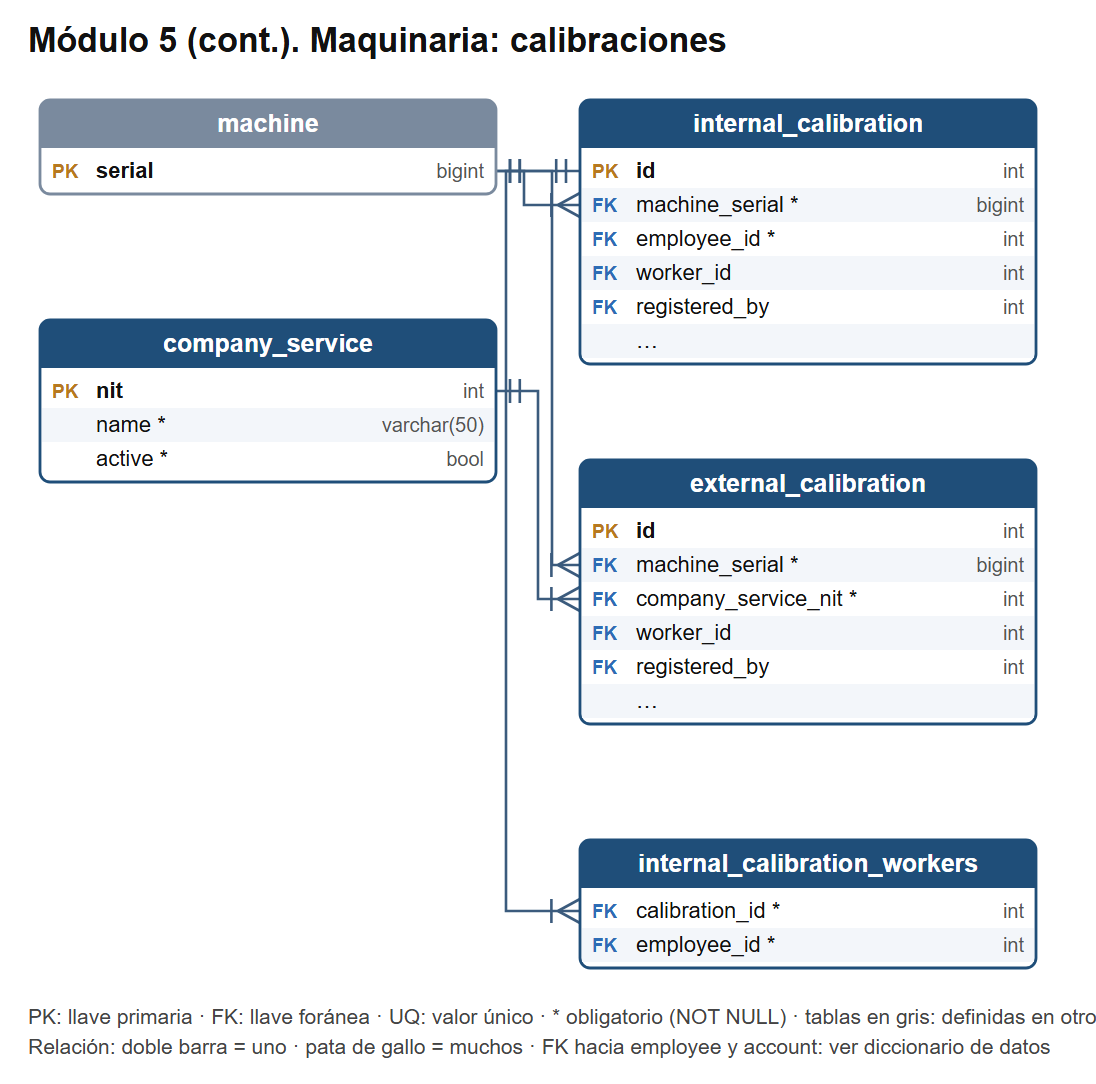 Módulo 5 (cont.). Maquinaria: calibraciones
machine
PK serial bigint
company_service
PK nit int
name * varchar(50)
active * bool
internal_calibration
PK id int
FK machine_serial * bigint
FK employee_id * int
FK worker_id int
FK registered_by int
…
external_calibration
PK id int
FK machine_serial * bigint
FK company_service_nit * int
FK worker_id int
FK registered_by int
…
internal_calibration_workers
FK calibration_id * int
FK employee_id * int
PK: llave primaria · FK: llave foránea · UQ: valor único · * obligatorio (NOT NULL) · tablas en gris: definidas en otro
Relación: doble barra = uno · pata de gallo = muchos · FK hacia employee y account: ver diccionario de datos